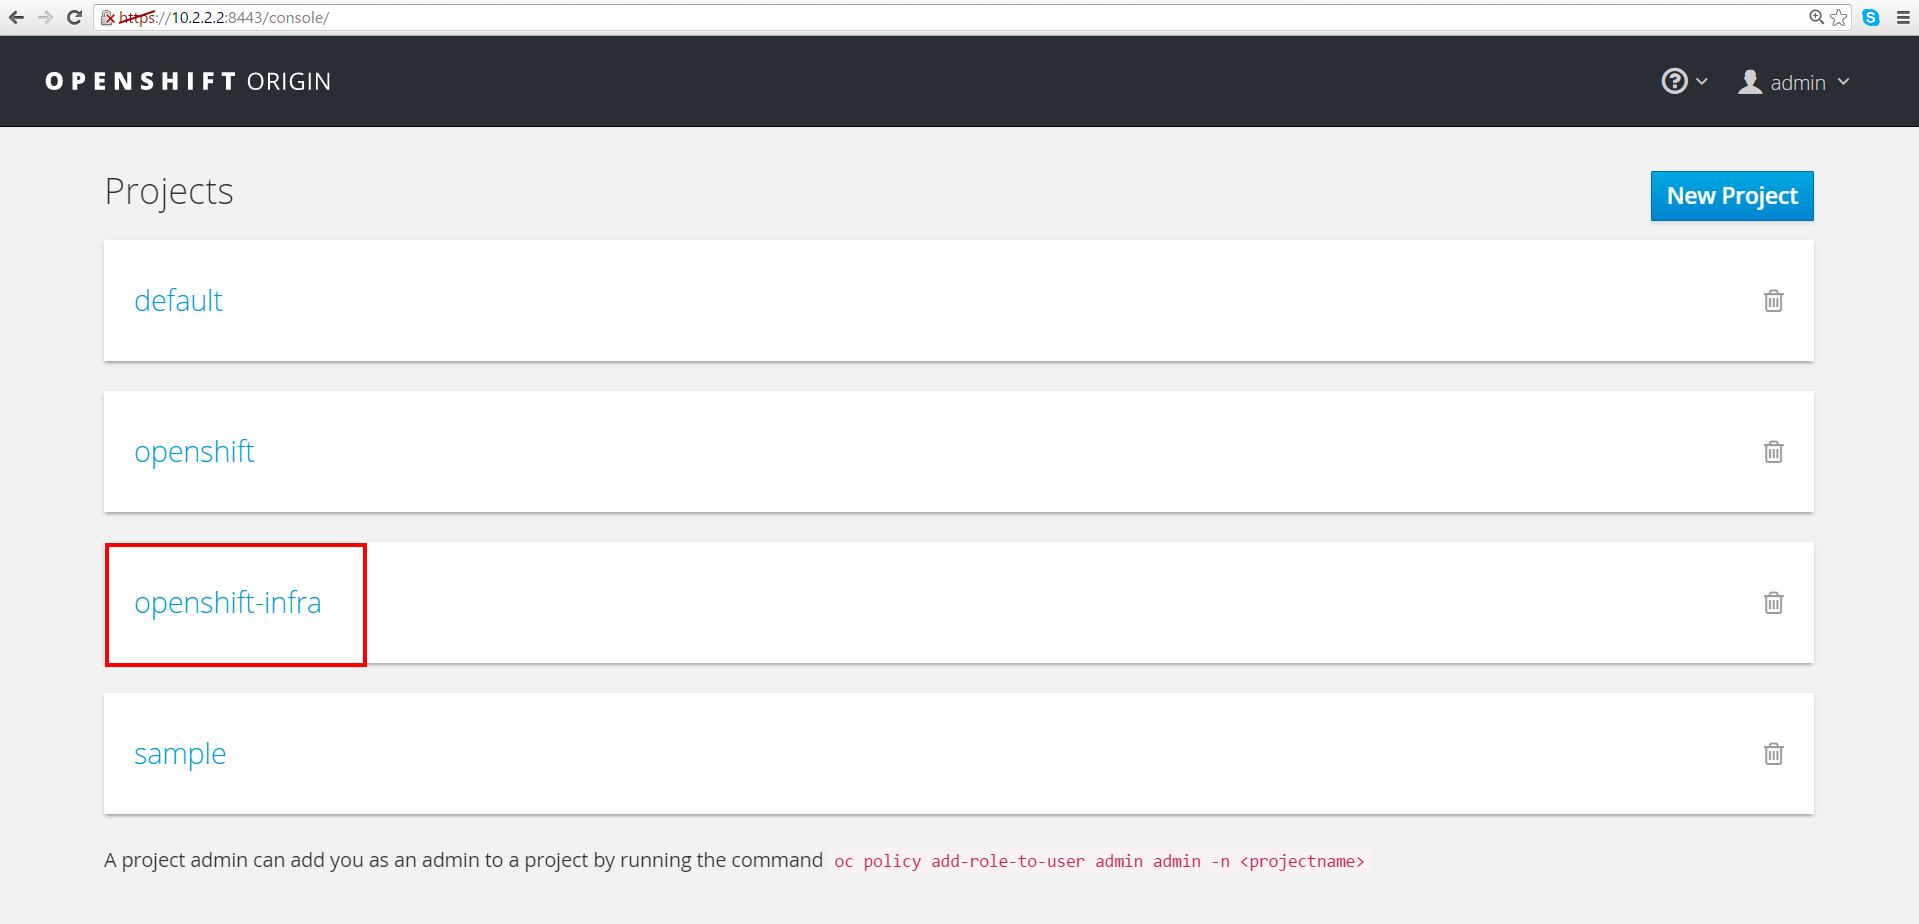 https://10.2.2.2:8443/console/
OPENSHIFT ORIGIN
? admin
Projects
New Project
default
openshift
openshift-infra
sample
A project admin can add you as an admin to a project by running the command oc policy add-role-to-user admin admin -n <projectname>